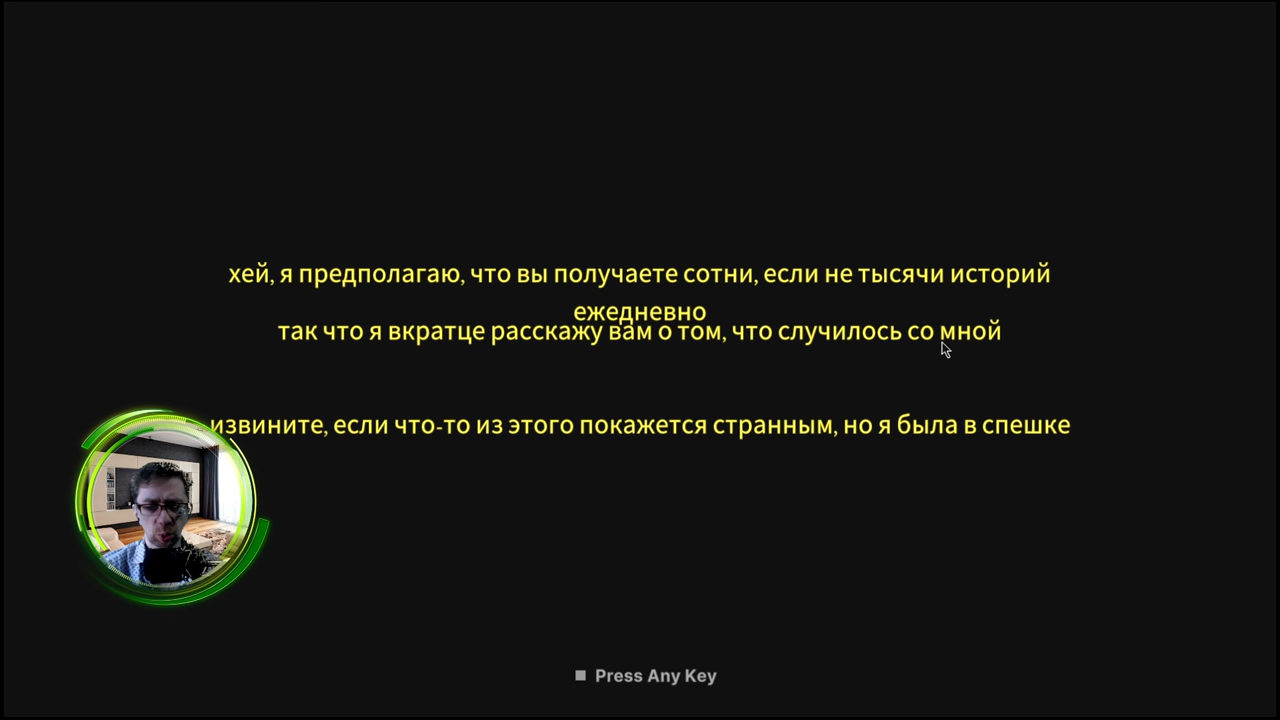 хей, я предполагаю, что вы получаете сотни, если не тысячи историй
ежедневно
так что я вкратце расскажу вам о том, что случилось со мной
извините, если что-то из этого покажется странным, но я была в спешке
Press Any Key